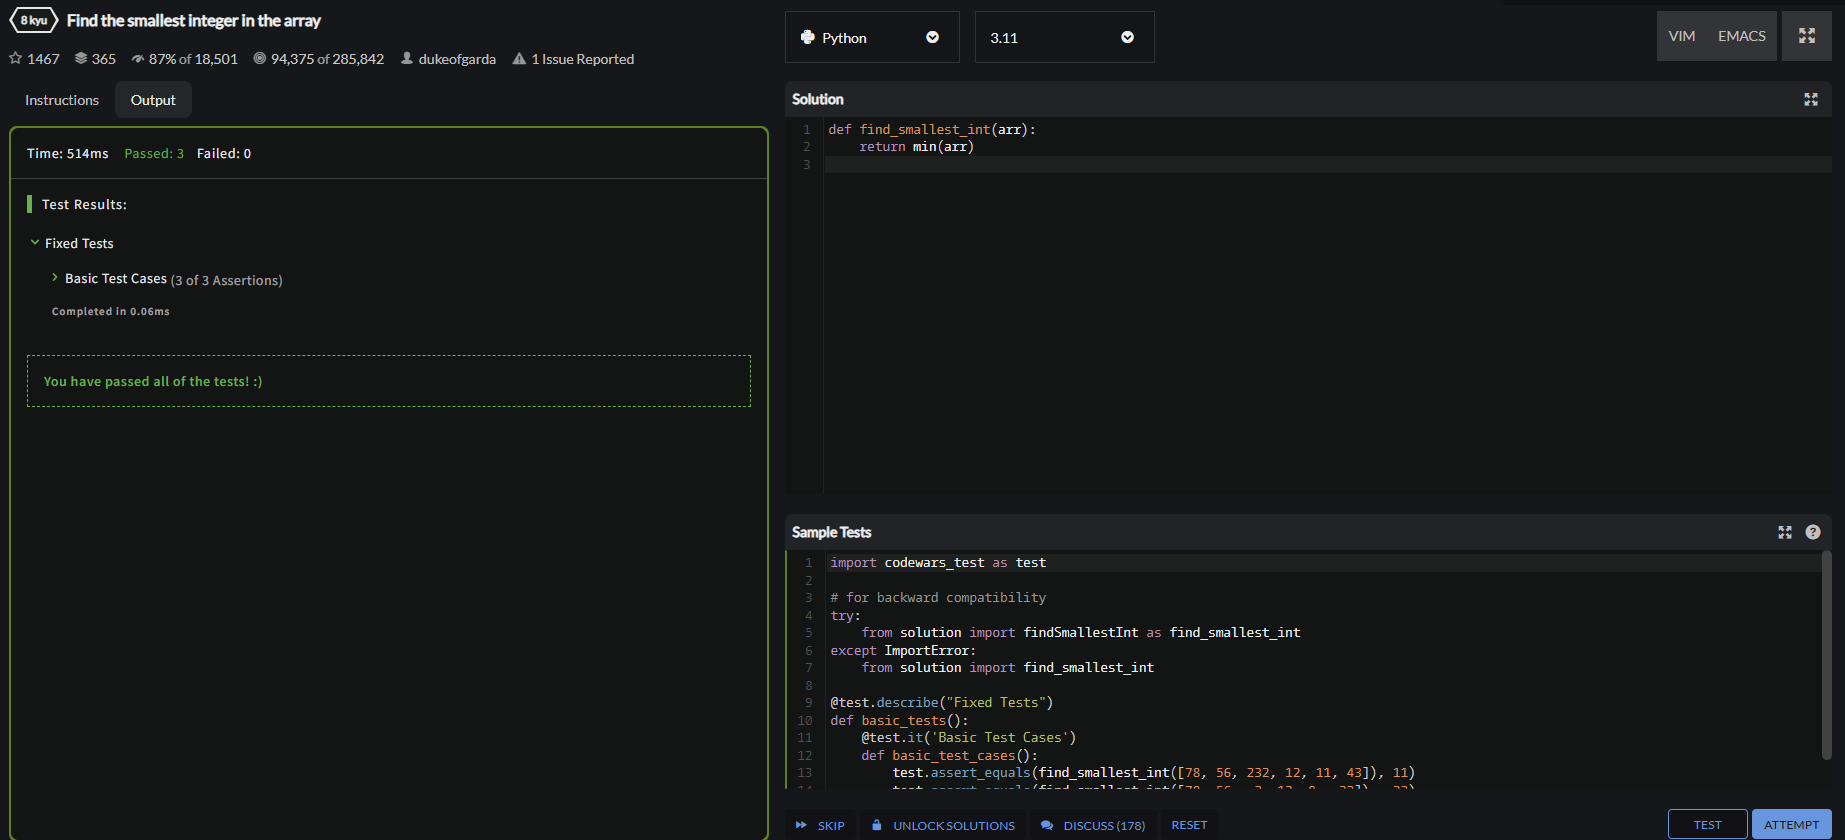 8 kyu Find the smallest integer in the array
1467 365 87% of 18,501 94,375 of 285,842 dukeofgarda 1 Issue Reported
Instructions Output
Time: 514ms Passed: 3 Failed: 0
Test Results:
Fixed Tests
Basic Test Cases (3 of 3 Assertions)
Completed in 0.06ms
You have passed all of the tests! :)
Python 3.11 VIM EMACS
Solution
1 def find_smallest_int(arr):
2     return min(arr)
3
Sample Tests
1 import codewars_test as test
2
3 # for backward compatibility
4 try:
5     from solution import findSmallestInt as find_smallest_int
6 except ImportError:
7     from solution import find_smallest_int
8
9 @test.describe("Fixed Tests")
10 def basic_tests():
11     @test.it('Basic Test Cases')
12     def basic_test_cases():
13         test.assert_equals(find_smallest_int([78, 56, 232, 12, 11, 43]), 11)
SKIP UNLOCK SOLUTIONS DISCUSS (178) RESET TEST ATTEMPT